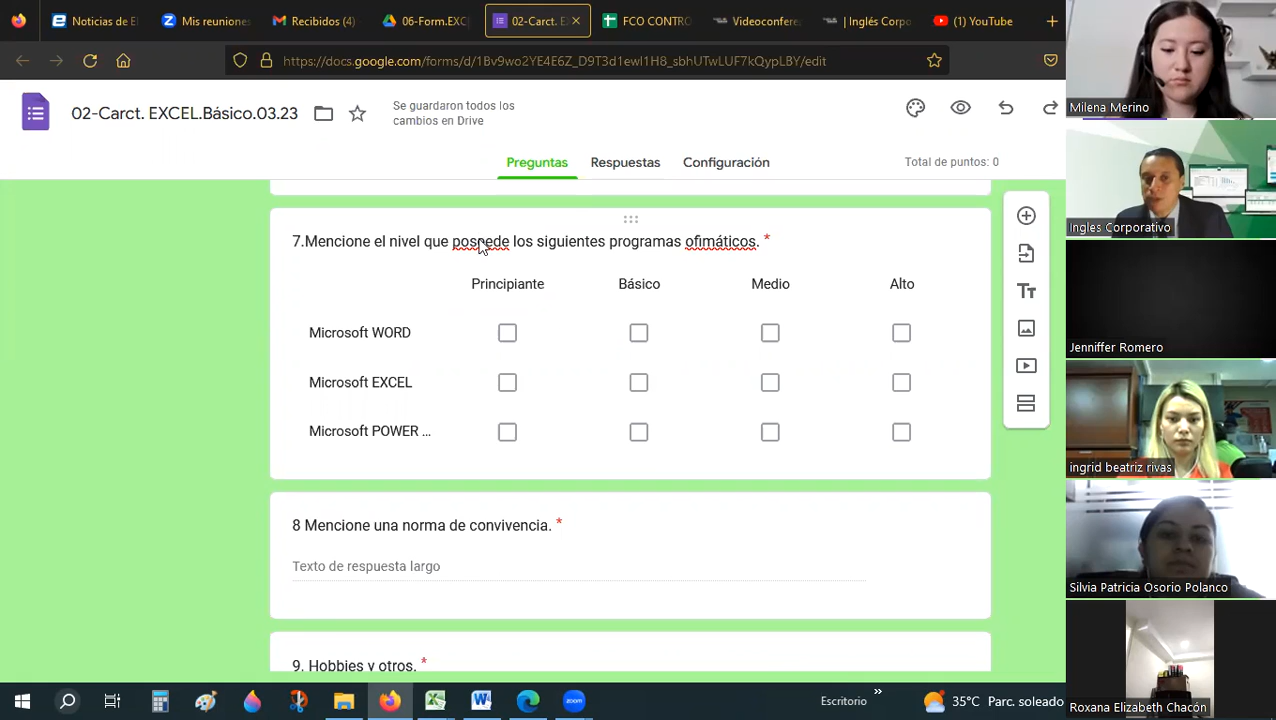 Noticias de El
Mis reunione
Recibidos (4)
06-Form.EXC
02-Carct. E
FCO CONTRO
Videoconfere
| Inglés Corpo
(1) YouTube
https://docs.google.com/forms/d/1Bv9wo2YE4E6Z_D9T3d1ewI1H8_sbhUTwLUF7kQypLBY/edit
02-Carct. EXCEL.Básico.03.23
Se guardaron todos los
cambios en Drive
Preguntas
Respuestas
Configuración
Total de puntos: 0
7.Mencione el nivel que los siguientes programas ofimáticos. *
Principiante
Básico
Medio
Alto
Microsoft WORD
Microsoft EXCEL
Microsoft POWER ...
8 Mencione una norma de convivencia. *
Texto de respuesta largo
9. Hobbies y otros. *
Milena Merino
Ingles Corporativo
Jenniffer Romero
ingrid beatriz rivas
Silvia Patricia Osorio Polanco
Roxana Elizabeth Chacón
zoom
Escritorio
»
35°C Parc. soleado